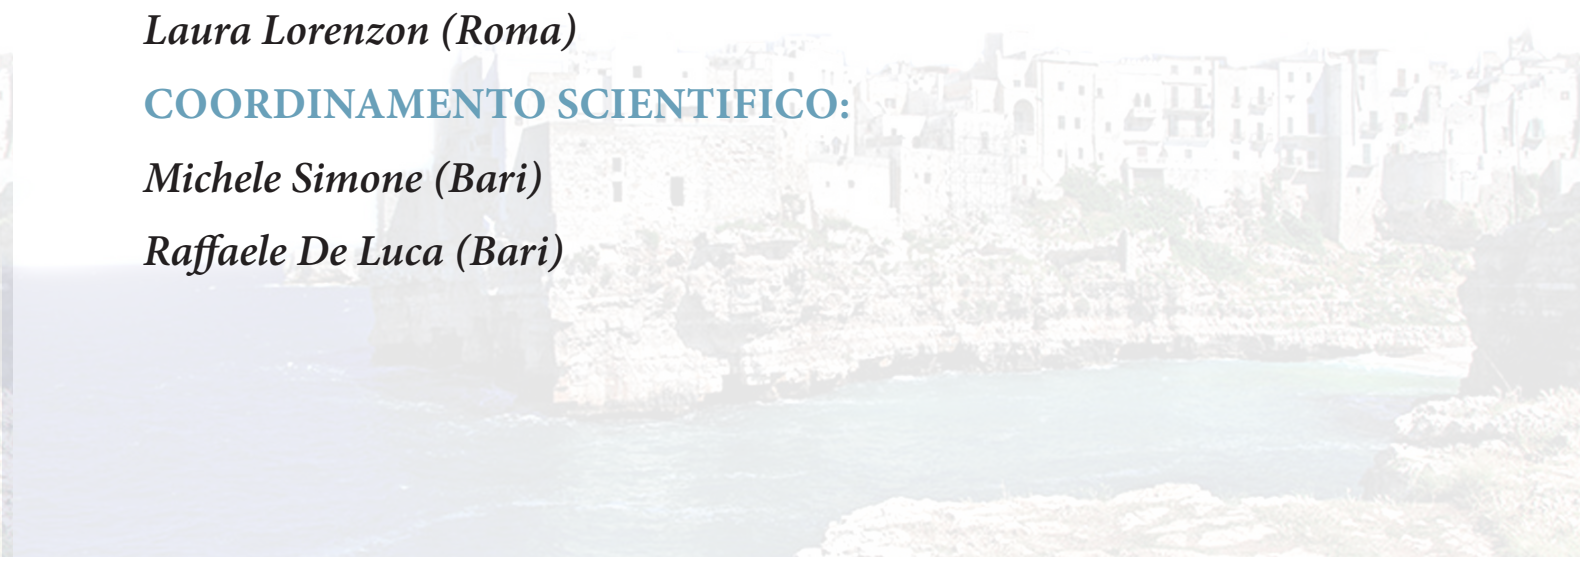 Laura Lorenzon (Roma)
COORDINAMENTO SCIENTIFICO:
Michele Simone (Bari)
Raffaele De Luca (Bari)